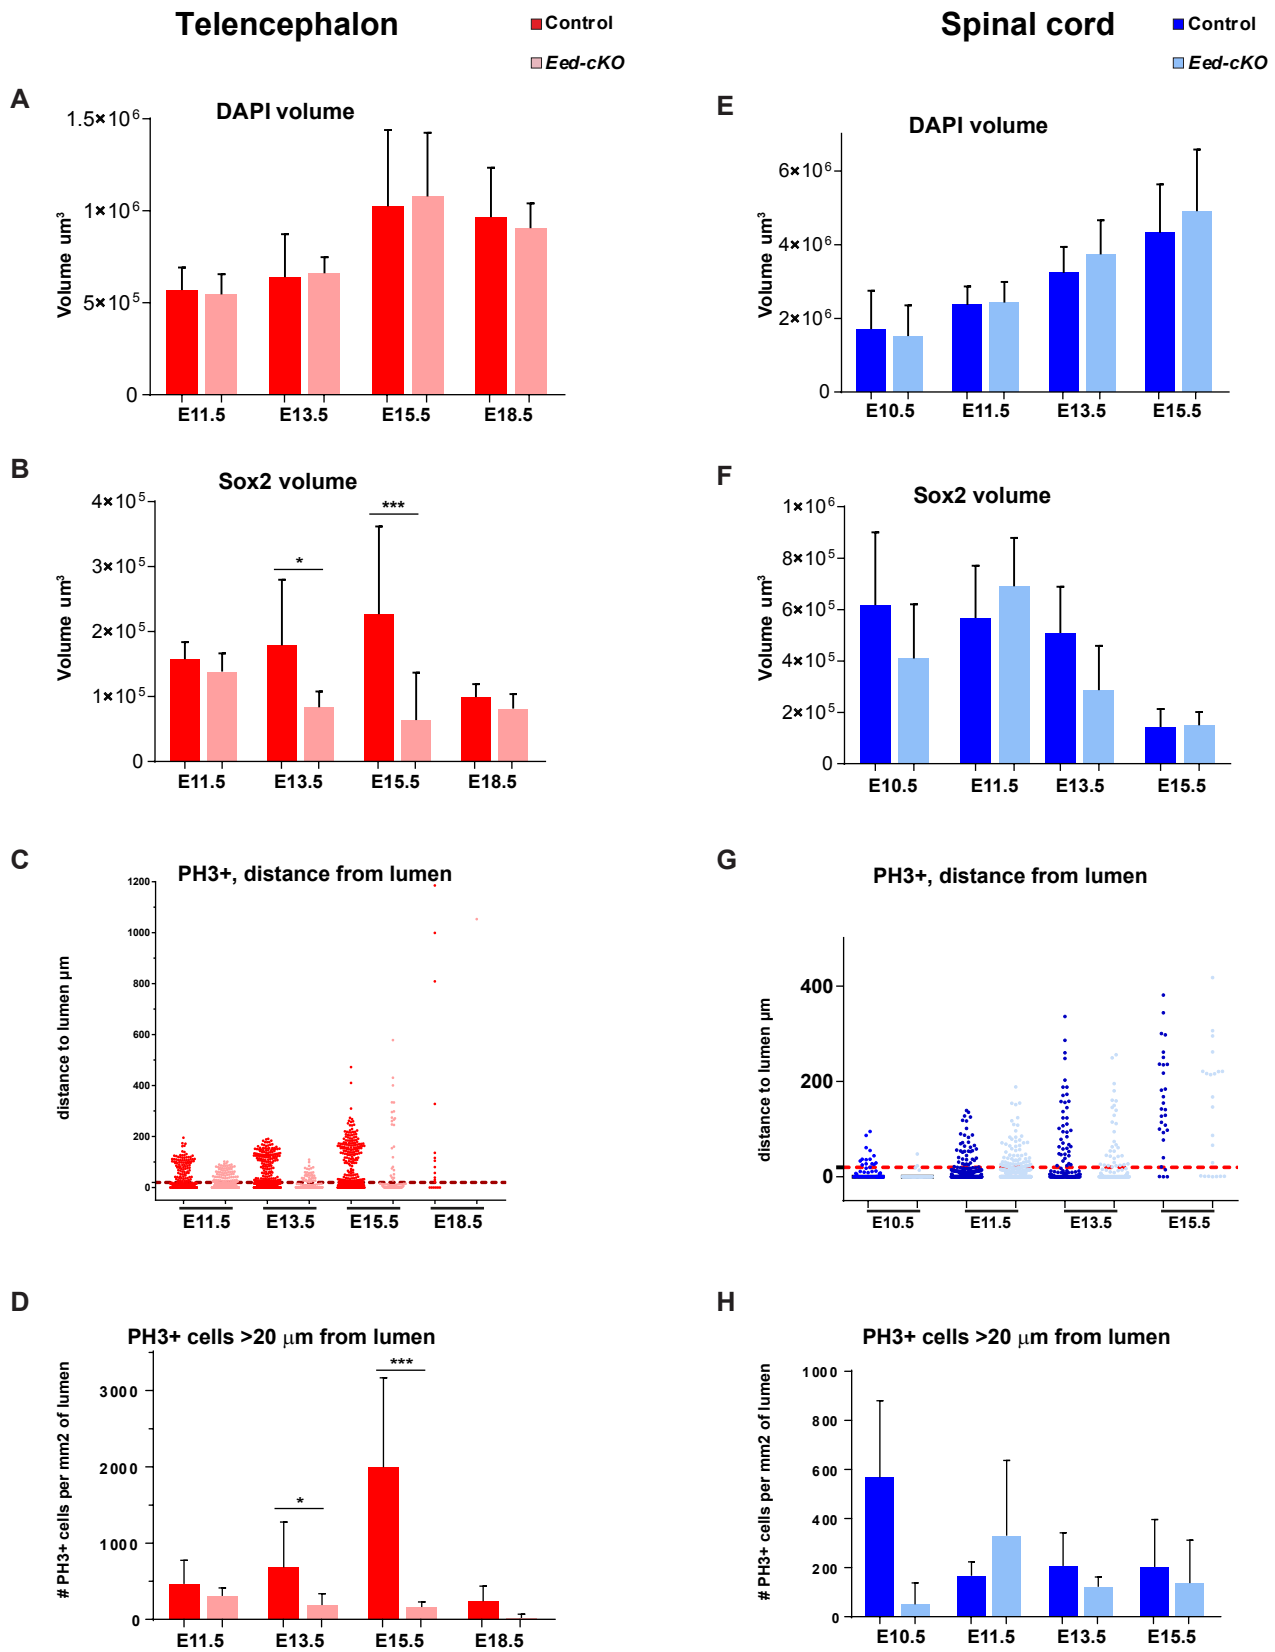 Telencephalon
Control
Eed-cKO
Spinal cord
Control
Eed-cKO
A
DAPI volume
Volume um³
1.5×10⁶
1×10⁶
5×10⁵
0
E11.5 E13.5 E15.5 E18.5
E
DAPI volume
Volume um³
6×10⁶
4×10⁶
2×10⁶
0
E10.5 E11.5 E13.5 E15.5
B
Sox2 volume
Volume um³
4×10⁵
3×10⁵
2×10⁵
1×10⁵
0
*
***
E11.5 E13.5 E15.5 E18.5
F
Sox2 volume
1×10⁶
8×10⁵
6×10⁵
4×10⁵
2×10⁵
0
E10.5 E11.5 E13.5 E15.5
C
PH3+, distance from lumen
distance to lumen µm
1200
1000
800
600
400
200
0
E11.5 E13.5 E15.5 E18.5
G
PH3+, distance from lumen
distance to lumen µm
400
200
0
E10.5 E11.5 E13.5 E15.5
D
PH3+ cells >20 µm from lumen
# PH3+ cells per mm2 of lumen
3000
2000
1000
0
*
***
E11.5 E13.5 E15.5 E18.5
H
PH3+ cells >20 µm from lumen
# PH3+ cells per mm2 of lumen
1000
800
600
400
200
0
E10.5 E11.5 E13.5 E15.5